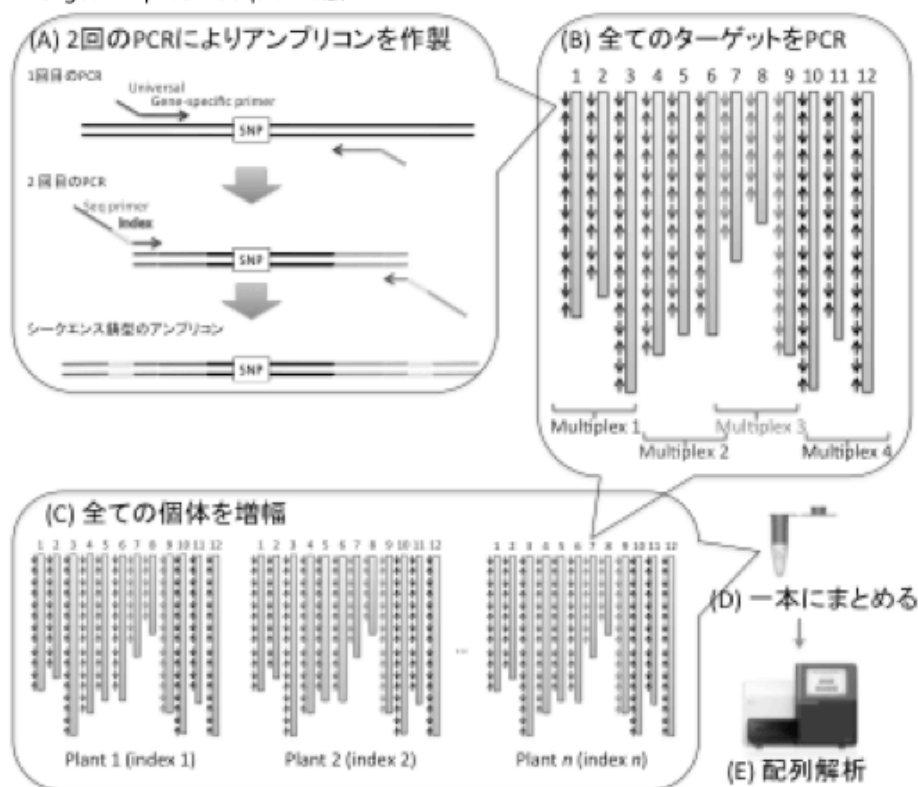 (A) 2回のPCRによりアンプリコンを作製
1回目のPCR
Universal
Gene-specific primer
SNP
2回目のPCR
Seq primer
Index
SNP
シークエンス鋳型のアンプリコン
SNP
(B) 全てのターゲットをPCR
1 2 3 4 5 6 7 8 9 10 11 12
Multiplex 1
Multiplex 2
Multiplex 3
Multiplex 4
(C) 全ての個体を増幅
1 2 3 4 5 6 7 8 9 10 11 12
1 2 3 4 5 6 7 8 9 10 11 12
...
1 2 3 4 5 6 7 8 9 10 11 12
Plant 1 (index 1)
Plant 2 (index 2)
Plant n (index n)
(D) 一本にまとめる
(E) 配列解析